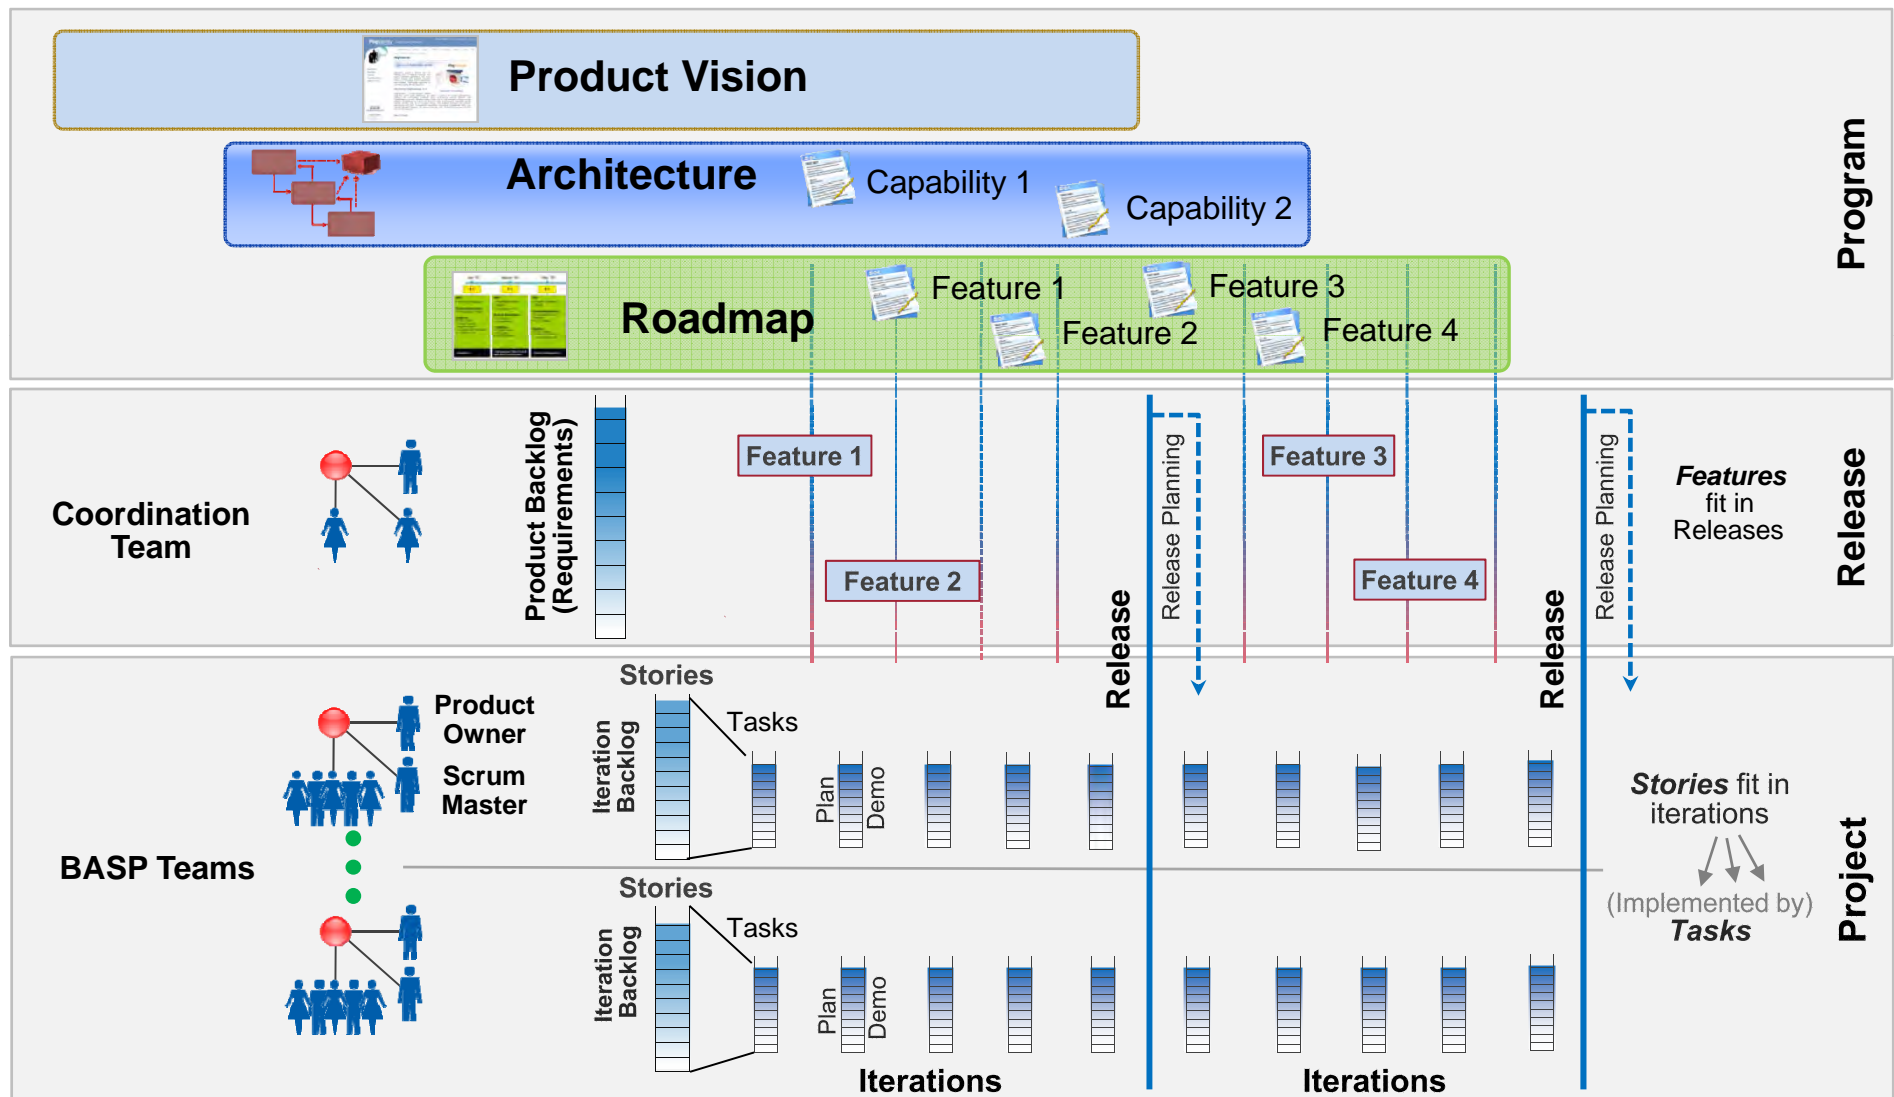 Product Vision
Architecture
Capability 1
Capability 2
Roadmap
Feature 1
Feature 2
Feature 3
Feature 4
Program
Coordination
Team
Product Backlog
(Requirements)
Feature 1
Feature 2
Release
Release Planning
Feature 3
Feature 4
Release
Release Planning
Features
fit in
Releases
Release
BASP Teams
Product
Owner
Scrum
Master
Stories
Iteration
Backlog
Tasks
Plan
Demo
Stories
Iteration
Backlog
Tasks
Plan
Demo
Iterations
Iterations
Stories fit in
iterations
(Implemented by)
Tasks
Project